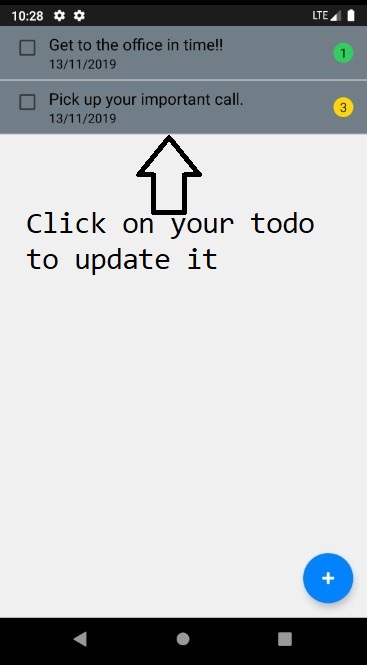 10:28 LTE
Get to the office in time!!
13/11/2019
1
Pick up your important call.
13/11/2019
3
Click on your todo
to update it
+